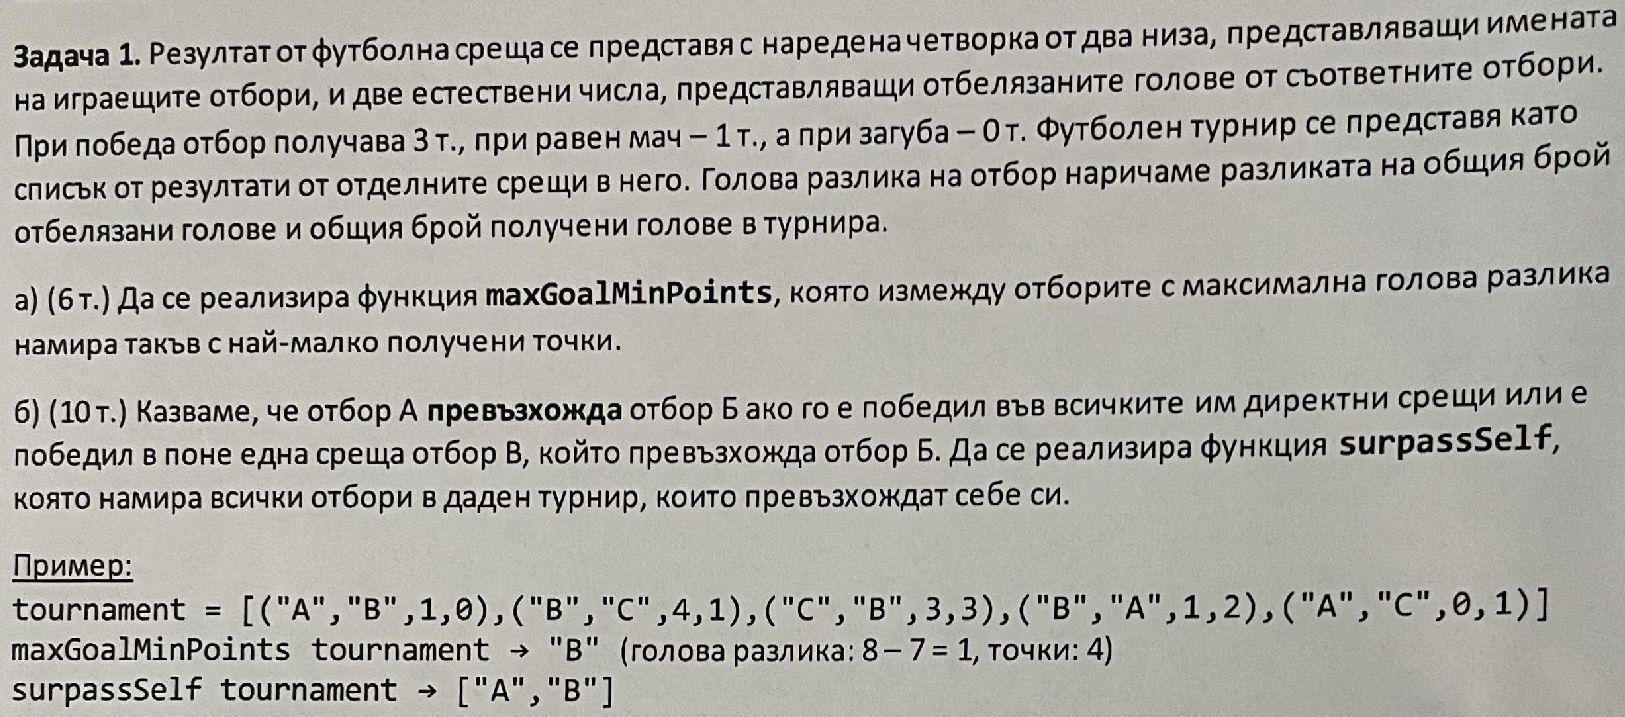 Задача 1. Резултат от футболна среща се представя с наредена четворка от два низа, представляващи имената
на играещите отбори, и две естествени числа, представляващи отбелязаните голове от съответните отбори.
При победа отбор получава 3 т., при равен мач – 1 т., а при загуба – 0 т. Футболен турнир се представя като
списък от резултати от отделните срещи в него. Голова разлика на отбор наричаме разликата на общия брой
отбелязани голове и общия брой получени голове в турнира.
а) (6 т.) Да се реализира функция maxGoalMinPoints, която измежду отборите с максимална голова разлика
намира такъв с най-малко получени точки.
б) (10 т.) Казваме, че отбор А превъзхожда отбор Б ако го е победил във всичките им директни срещи или е
победил в поне една среща отбор В, който превъзхожда отбор Б. Да се реализира функция surpassSelf,
която намира всички отбори в даден турнир, които превъзхождат себе си.
Пример:
tournament = [("A","B",1,0),("B","C",4,1),("C","B",3,3),("B","A",1,2),("A","C",0,1)]
maxGoalMinPoints tournament → "B" (голова разлика: 8 – 7 = 1, точки: 4)
surpassSelf tournament → ["A","B"]